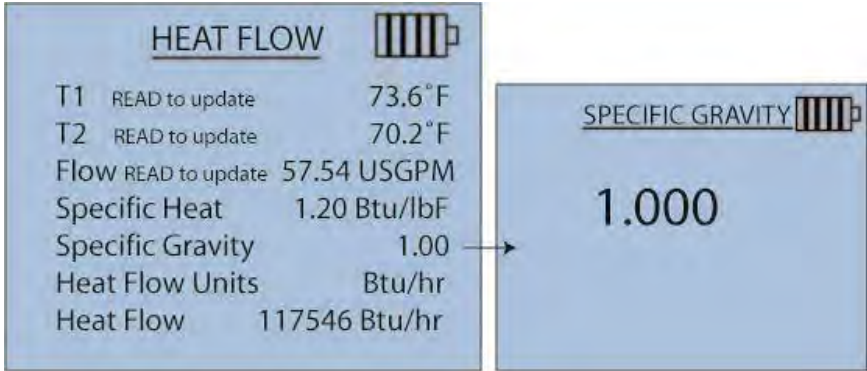 HEAT FLOW
T1 READ to update 73.6°F
T2 READ to update 70.2°F
Flow READ to update 57.54 USGPM
Specific Heat 1.20 Btu/lbF
Specific Gravity 1.00
Heat Flow Units Btu/hr
Heat Flow 117546 Btu/hr
SPECIFIC GRAVITY
1.000